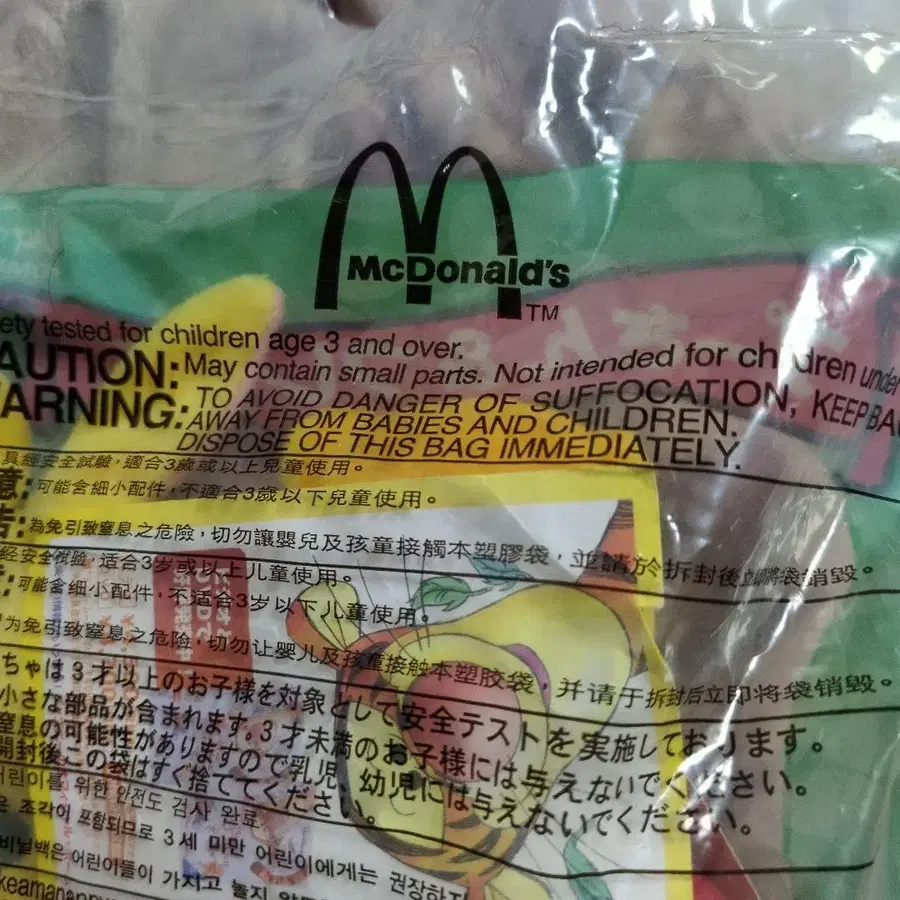 McDonald's
TM
ety tested for children age 3 and over.
AUTION: May contain small parts. Not intended for children under
ARNING: TO AVOID DANGER OF SUFFOCATION, KEEP BA
AWAY FROM BABIES AND CHILDREN.
DISPOSE OF THIS BAG IMMEDIATELY.
具經安全試驗，適合3歲或以上兒童使用。
意: 可能含細小配件，不適合3歲以下兒童使用。
告: 為免引致窒息之危險，切勿讓嬰兒及孩童接觸本塑膠袋，並請於拆封後立即將袋銷毀。
经安全试验，适合3岁或以上儿童使用。
可能含细小配件，不适合3岁以下儿童使用。
为免引致窒息之危险，切勿让婴儿及孩童接触本塑胶袋，并请于拆封后立即将袋销毁。
ちゃは3才以上のお子様を対象として安全テストを実施しております。
小さな部品が含まれます。3才未満のお子様には与えないでください。
窒息の可能性がありますので乳児、幼児には与えないでください。
開封後この袋はすぐ捨ててください。
어린이를 위한 안전도 검사 완료
은 조각이 포함되므로 3세 마만 어린이에게는 권장하지
비닐백은 어린이들이 가지고 놀지